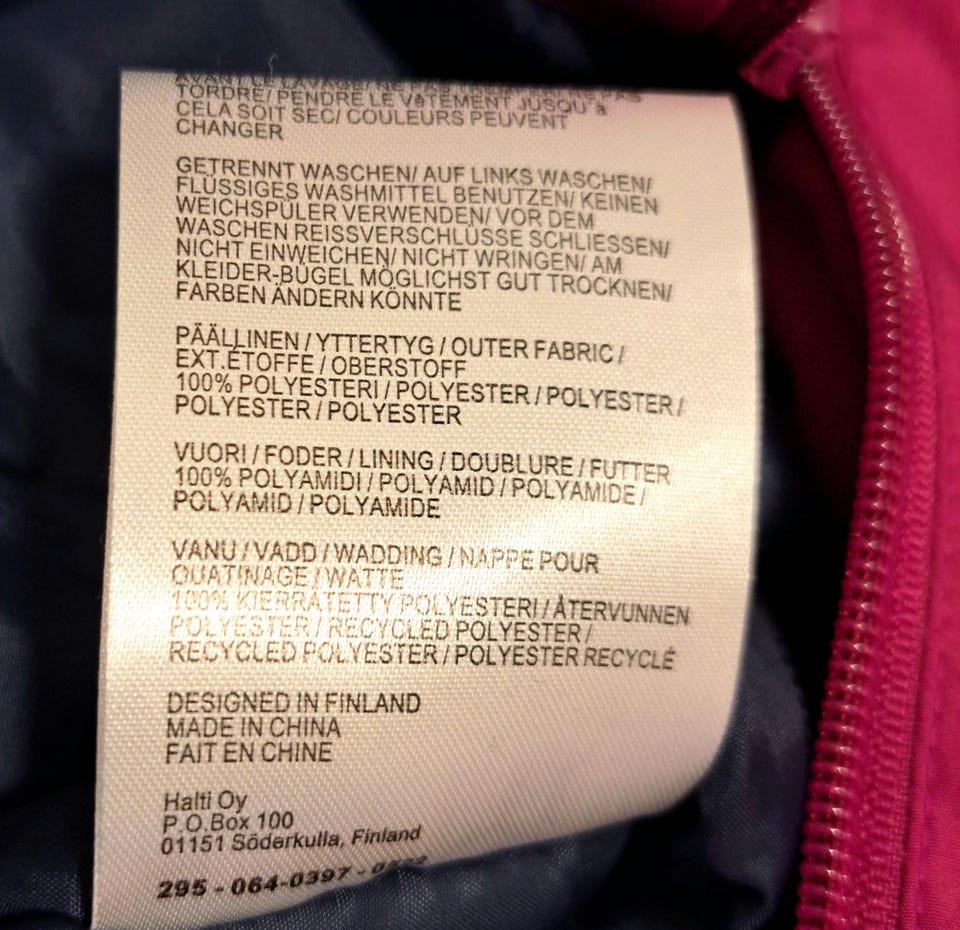 AVANT LE LAVAGE/ NE PAS
TORDRE/ PENDRE LE VêTEMENT JUSQU'à
CELA SOIT SEC/ COULEURS PEUVENT
CHANGER
GETRENNT WASCHEN/ AUF LINKS WASCHEN/
FLÜSSIGES WASHMITTEL BENUTZEN/ KEINEN
WEICHSPÜLER VERWENDEN/ VOR DEM
WASCHEN REISSVERSCHLÜSSE SCHLIESSEN/
NICHT EINWEICHEN/ NICHT WRINGEN/ AM
KLEIDER-BÜGEL MÖGLICHST GUT TROCKNEN/
FARBEN ÄNDERN KÖNNTE
PÄÄLLINEN / YTTERTYG / OUTER FABRIC /
EXT.ÉTOFFE / OBERSTOFF
100% POLYESTERI / POLYESTER / POLYESTER /
POLYESTER / POLYESTER
VUORI / FODER / LINING / DOUBLURE / FUTTER
100% POLYAMIDI / POLYAMID / POLYAMIDE /
POLYAMID / POLYAMIDE
VANU / VADD / WADDING / NAPPE POUR
OUATINAGE / WATTE
100% KIERRÄTETTY POLYESTERI / ÅTERVUNNEN
POLYESTER / RECYCLED POLYESTER /
RECYCLED POLYESTER / POLYESTER RECYCLÉ
DESIGNED IN FINLAND
MADE IN CHINA
FAIT EN CHINE
Halti Oy
P.O.Box 100
01151 Söderkulla, Finland
295 - 064-0397 -